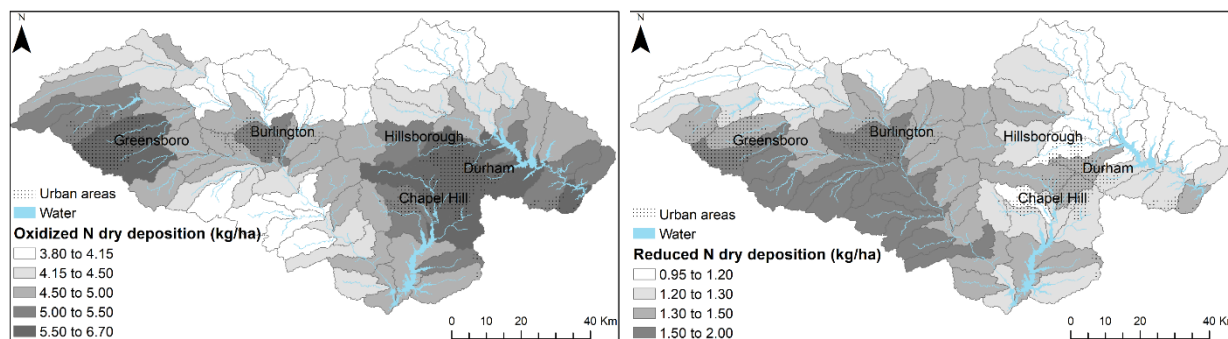 N
Greensboro
Burlington
Hillsborough
Durham
Chapel Hill
Urban areas
Water
Oxidized N dry deposition (kg/ha)
3.80 to 4.15
4.15 to 4.50
4.50 to 5.00
5.00 to 5.50
5.50 to 6.70
0 10 20 40 Km
N
Greensboro
Burlington
Hillsborough
Durham
Chapel Hill
Urban areas
Water
Reduced N dry deposition (kg/ha)
0.95 to 1.20
1.20 to 1.30
1.30 to 1.50
1.50 to 2.00
0 10 20 40 Km